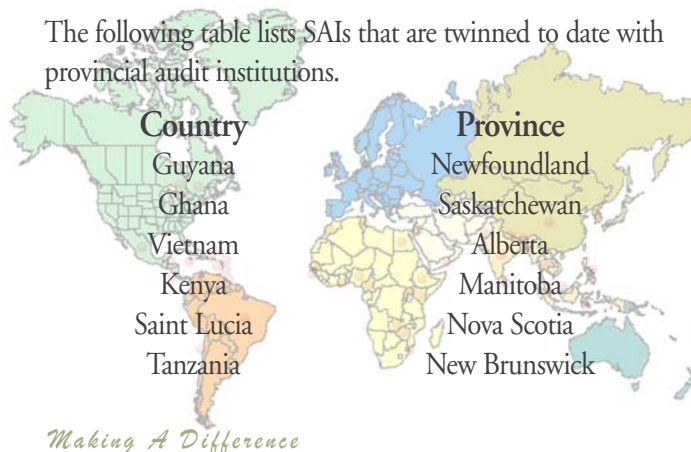 The following table lists SAIs that are twinned to date with
provincial audit institutions.
Country Province
Guyana Newfoundland
Ghana Saskatchewan
Vietnam Alberta
Kenya Manitoba
Saint Lucia Nova Scotia
Tanzania New Brunswick
Making A Difference